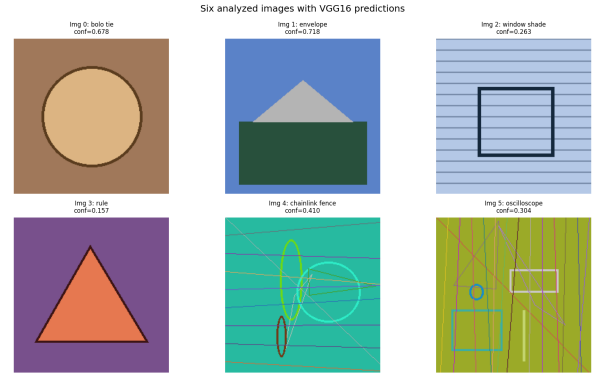 Six analyzed images with VGG16 predictions
Img 0: bolo tie
conf=0.678
Img 1: envelope
conf=0.718
Img 2: window shade
conf=0.263
Img 3: rule
conf=0.157
Img 4: chainlink fence
conf=0.410
Img 5: oscilloscope
conf=0.304